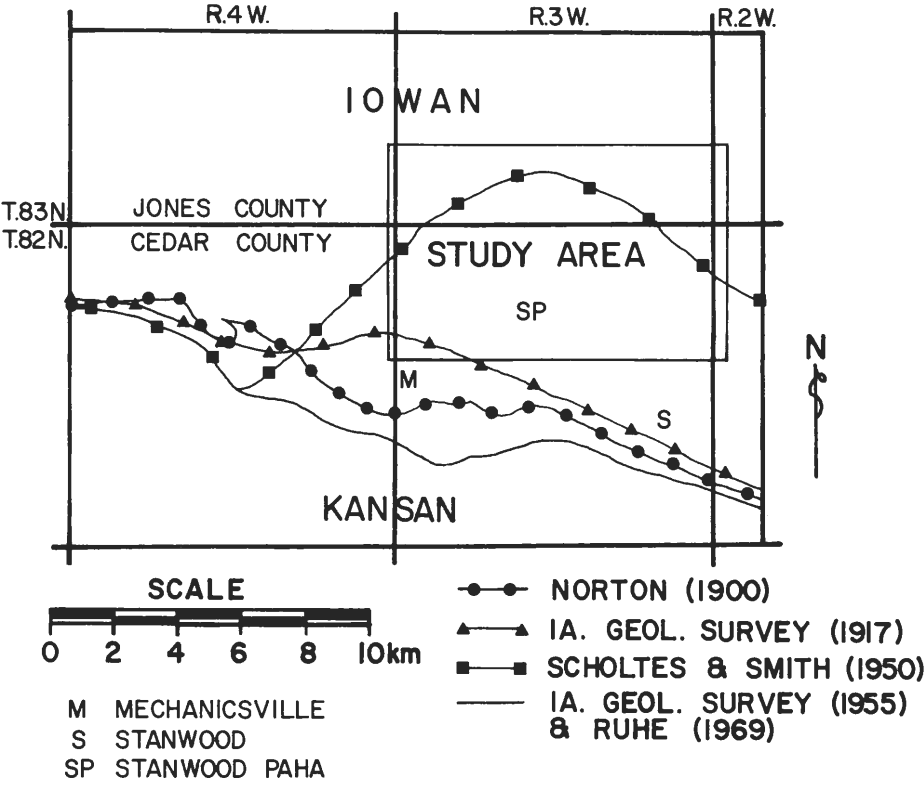 R.4 W. R.3 W. R.2 W.
IOWAN
T.83N. JONES COUNTY
T.82N. CEDAR COUNTY
STUDY AREA
SP
N
M
S
KANSAN
SCALE
0 2 4 6 8 10km
NORTON (1900)
IA. GEOL. SURVEY (1917)
SCHOLTES & SMITH (1950)
IA. GEOL. SURVEY (1955)
& RUHE (1969)
M MECHANICSVILLE
S STANWOOD
SP STANWOOD PAHA